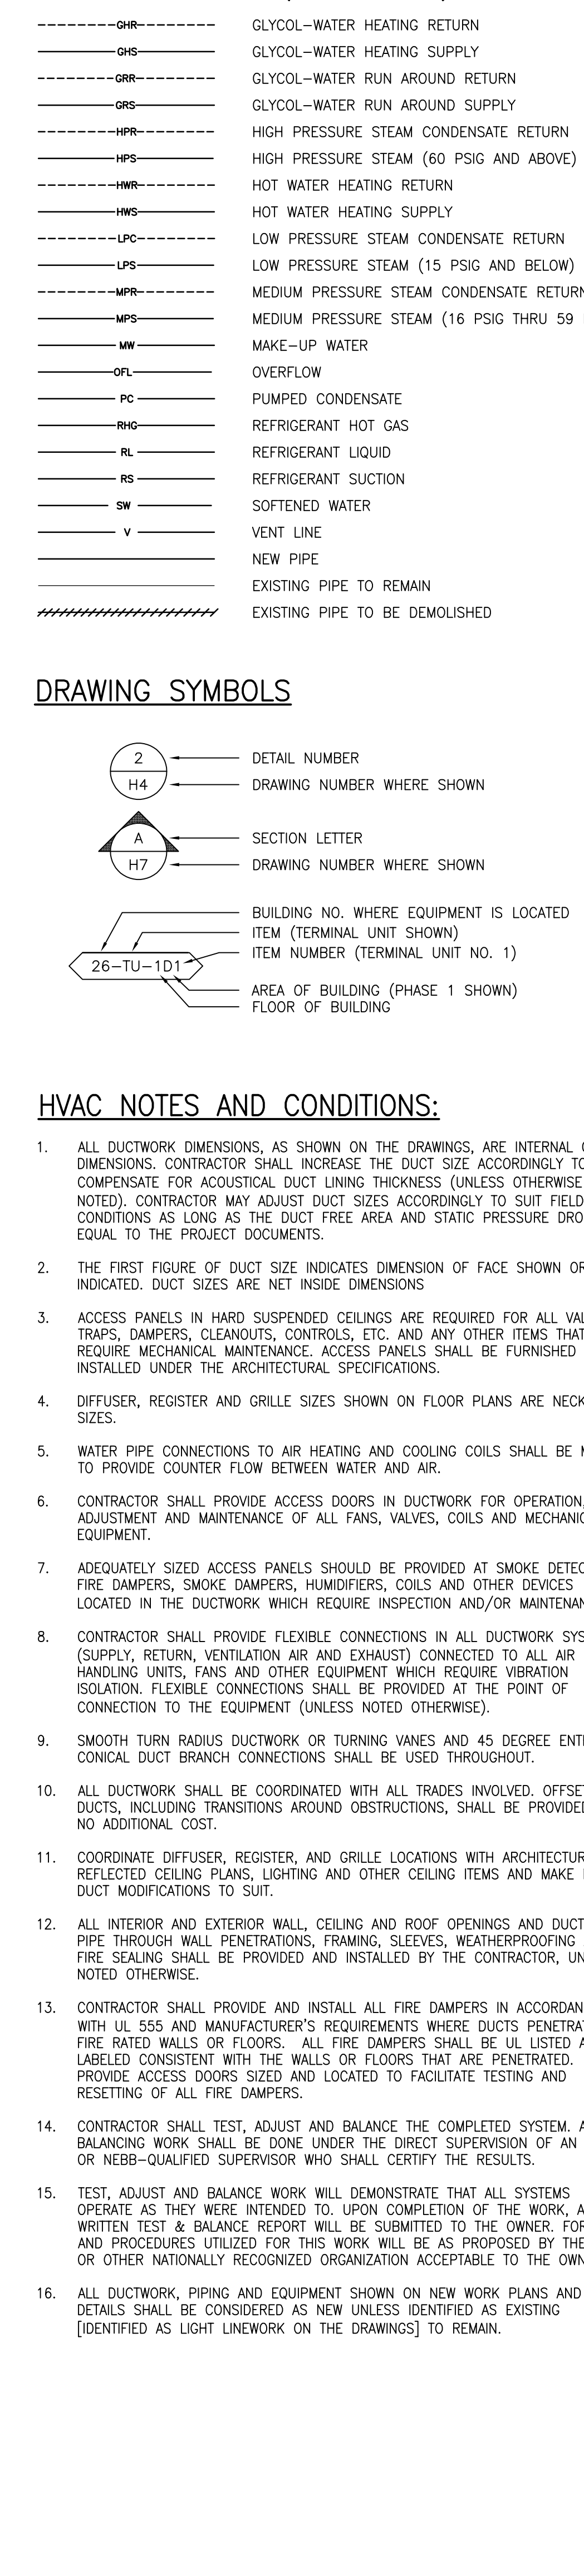 GHR GLYCOL-WATER HEATING RETURN
GHS GLYCOL-WATER HEATING SUPPLY
GRR GLYCOL-WATER RUN AROUND RETURN
GRS GLYCOL-WATER RUN AROUND SUPPLY
HPR HIGH PRESSURE STEAM CONDENSATE RETURN
HPS HIGH PRESSURE STEAM (60 PSIG AND ABOVE)
HWR HOT WATER HEATING RETURN
HWS HOT WATER HEATING SUPPLY
LPC LOW PRESSURE STEAM CONDENSATE RETURN
LPS LOW PRESSURE STEAM (15 PSIG AND BELOW)
MPR MEDIUM PRESSURE STEAM CONDENSATE RETURN
MPS MEDIUM PRESSURE STEAM (16 PSIG THRU 59
MW MAKE-UP WATER
OFL OVERFLOW
PC PUMPED CONDENSATE
RHG REFRIGERANT HOT GAS
RL REFRIGERANT LIQUID
RS REFRIGERANT SUCTION
SW SOFTENED WATER
V VENT LINE
NEW PIPE
EXISTING PIPE TO REMAIN
EXISTING PIPE TO BE DEMOLISHED
DRAWING SYMBOLS
2 DETAIL NUMBER
H4 DRAWING NUMBER WHERE SHOWN
A SECTION LETTER
H7 DRAWING NUMBER WHERE SHOWN
BUILDING NO. WHERE EQUIPMENT IS LOCATED
ITEM (TERMINAL UNIT SHOWN)
ITEM NUMBER (TERMINAL UNIT NO. 1)
26-TU-1D1
AREA OF BUILDING (PHASE 1 SHOWN)
FLOOR OF BUILDING
HVAC NOTES AND CONDITIONS:
1. ALL DUCTWORK DIMENSIONS, AS SHOWN ON THE DRAWINGS, ARE INTERNAL
DIMENSIONS. CONTRACTOR SHALL INCREASE THE DUCT SIZE ACCORDINGLY TO
COMPENSATE FOR ACOUSTICAL DUCT LINING THICKNESS (UNLESS OTHERWISE
NOTED). CONTRACTOR MAY ADJUST DUCT SIZES ACCORDINGLY TO SUIT FIELD
CONDITIONS AS LONG AS THE DUCT FREE AREA AND STATIC PRESSURE DRO
EQUAL TO THE PROJECT DOCUMENTS.
2. THE FIRST FIGURE OF DUCT SIZE INDICATES DIMENSION OF FACE SHOWN OR
INDICATED. DUCT SIZES ARE NET INSIDE DIMENSIONS
3. ACCESS PANELS IN HARD SUSPENDED CEILINGS ARE REQUIRED FOR ALL VAL
TRAPS, DAMPERS, CLEANOUTS, CONTROLS, ETC. AND ANY OTHER ITEMS THAT
REQUIRE MECHANICAL MAINTENANCE. ACCESS PANELS SHALL BE FURNISHED
INSTALLED UNDER THE ARCHITECTURAL SPECIFICATIONS.
4. DIFFUSER, REGISTER AND GRILLE SIZES SHOWN ON FLOOR PLANS ARE NECK
SIZES.
5. WATER PIPE CONNECTIONS TO AIR HEATING AND COOLING COILS SHALL BE M
TO PROVIDE COUNTER FLOW BETWEEN WATER AND AIR.
6. CONTRACTOR SHALL PROVIDE ACCESS DOORS IN DUCTWORK FOR OPERATION,
ADJUSTMENT AND MAINTENANCE OF ALL FANS, VALVES, COILS AND MECHANIC
EQUIPMENT.
7. ADEQUATELY SIZED ACCESS PANELS SHOULD BE PROVIDED AT SMOKE DETEC
FIRE DAMPERS, SMOKE DAMPERS, HUMIDIFIERS, COILS AND OTHER DEVICES
LOCATED IN THE DUCTWORK WHICH REQUIRE INSPECTION AND/OR MAINTENAN
8. CONTRACTOR SHALL PROVIDE FLEXIBLE CONNECTIONS IN ALL DUCTWORK SYS
(SUPPLY, RETURN, VENTILATION AIR AND EXHAUST) CONNECTED TO ALL AIR
HANDLING UNITS, FANS AND OTHER EQUIPMENT WHICH REQUIRE VIBRATION
ISOLATION. FLEXIBLE CONNECTIONS SHALL BE PROVIDED AT THE POINT OF
CONNECTION TO THE EQUIPMENT (UNLESS NOTED OTHERWISE).
9. SMOOTH TURN RADIUS DUCTWORK OR TURNING VANES AND 45 DEGREE ENT
CONICAL DUCT BRANCH CONNECTIONS SHALL BE USED THROUGHOUT.
10. ALL DUCTWORK SHALL BE COORDINATED WITH ALL TRADES INVOLVED. OFFSET
DUCTS, INCLUDING TRANSITIONS AROUND OBSTRUCTIONS, SHALL BE PROVIDED
NO ADDITIONAL COST.
11. COORDINATE DIFFUSER, REGISTER, AND GRILLE LOCATIONS WITH ARCHITECTUR
REFLECTED CEILING PLANS, LIGHTING AND OTHER CEILING ITEMS AND MAKE
DUCT MODIFICATIONS TO SUIT.
12. ALL INTERIOR AND EXTERIOR WALL, CEILING AND ROOF OPENINGS AND DUCT
PIPE THROUGH WALL PENETRATIONS, FRAMING, SLEEVES, WEATHERPROOFING
FIRE SEALING SHALL BE PROVIDED AND INSTALLED BY THE CONTRACTOR, UN
NOTED OTHERWISE.
13. CONTRACTOR SHALL PROVIDE AND INSTALL ALL FIRE DAMPERS IN ACCORDAN
WITH UL 555 AND MANUFACTURER'S REQUIREMENTS WHERE DUCTS PENETRAT
FIRE RATED WALLS OR FLOORS. ALL FIRE DAMPERS SHALL BE UL LISTED A
LABELED CONSISTENT WITH THE WALLS OR FLOORS THAT ARE PENETRATED.
PROVIDE ACCESS DOORS SIZED AND LOCATED TO FACILITATE TESTING AND
RESETTING OF ALL FIRE DAMPERS.
14. CONTRACTOR SHALL TEST, ADJUST AND BALANCE THE COMPLETED SYSTEM. A
BALANCING WORK SHALL BE DONE UNDER THE DIRECT SUPERVISION OF AN
OR NEBB-QUALIFIED SUPERVISOR WHO SHALL CERTIFY THE RESULTS.
15. TEST, ADJUST AND BALANCE WORK WILL DEMONSTRATE THAT ALL SYSTEMS
OPERATE AS THEY WERE INTENDED TO. UPON COMPLETION OF THE WORK, A
WRITTEN TEST & BALANCE REPORT WILL BE SUBMITTED TO THE OWNER. FOR
AND PROCEDURES UTILIZED FOR THIS WORK WILL BE AS PROPOSED BY THE
OR OTHER NATIONALLY RECOGNIZED ORGANIZATION ACCEPTABLE TO THE OWN
16. ALL DUCTWORK, PIPING AND EQUIPMENT SHOWN ON NEW WORK PLANS AND
DETAILS SHALL BE CONSIDERED AS NEW UNLESS IDENTIFIED AS EXISTING
[IDENTIFIED AS LIGHT LINEWORK ON THE DRAWINGS] TO REMAIN.